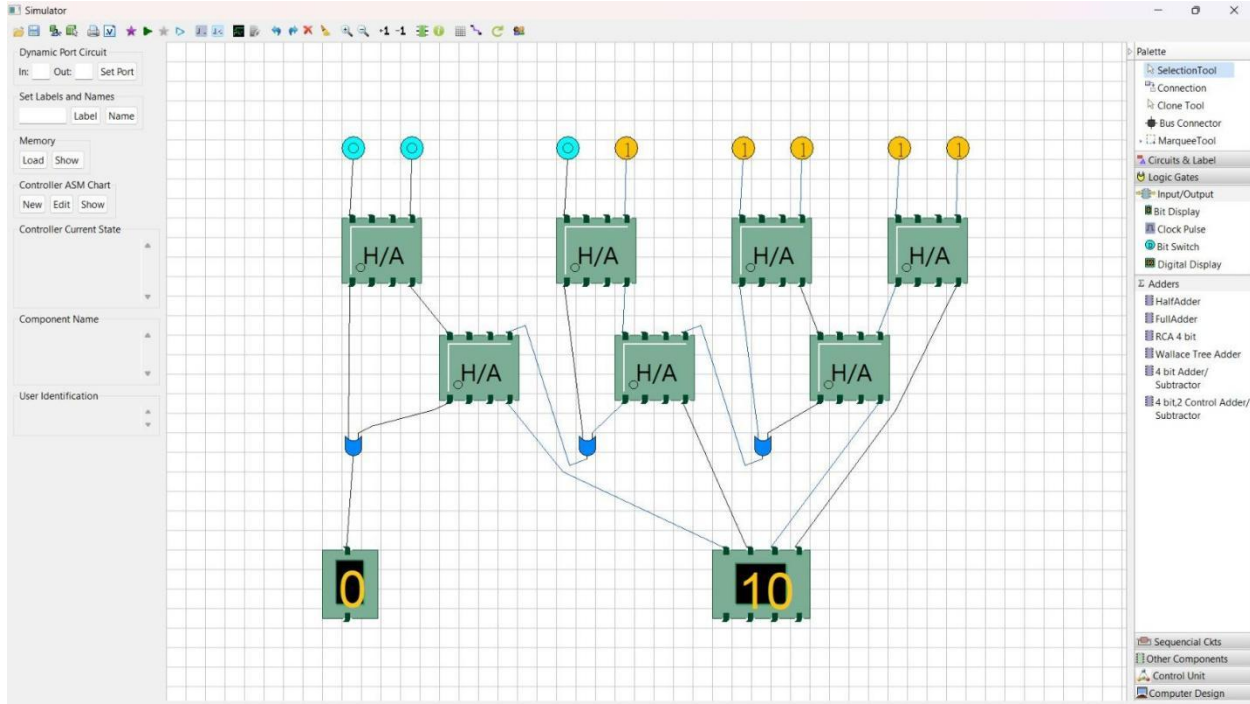 Simulator
-1 -1
Dynamic Port Circuit
In: Out: Set Port
Set Labels and Names
Label Name
Memory
Load Show
Controller ASM Chart
New Edit Show
Controller Current State
Component Name
User Identification
0 0 0 1 1 1 1 1
H/A H/A H/A H/A
H/A H/A H/A
0 10
Palette
SelectionTool
Connection
Clone Tool
Bus Connector
MarqueeTool
Circuits & Label
Logic Gates
Input/Output
Bit Display
Clock Pulse
Bit Switch
Digital Display
Σ Adders
HalfAdder
FullAdder
RCA 4 bit
Wallace Tree Adder
4 bit Adder/
Subtractor
4 bit,2 Control Adder/
Subtractor
Sequencial Ckts
Other Components
Control Unit
Computer Design